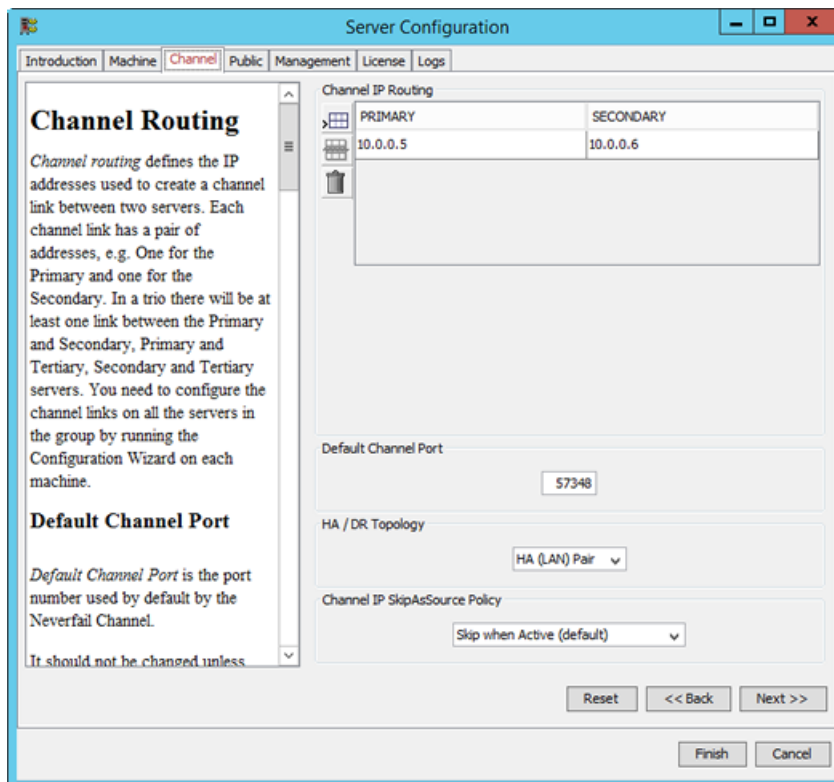 Server Configuration
Introduction Machine Channel Public Management License Logs
Channel Routing
Channel routing defines the IP
addresses used to create a channel
link between two servers. Each
channel link has a pair of
addresses, e.g. One for the
Primary and one for the
Secondary. In a trio there will be at
least one link between the Primary
and Secondary, Primary and
Tertiary, Secondary and Tertiary
servers. You need to configure the
channel links on all the servers in
the group by running the
Configuration Wizard on each
machine.
Default Channel Port
Default Channel Port is the port
number used by default by the
Neverfail Channel.
It should not be changed unless
Channel IP Routing
PRIMARY SECONDARY
10.0.0.5 10.0.0.6
Default Channel Port
57348
HA / DR Topology
HA (LAN) Pair
Channel IP SkipAsSource Policy
Skip when Active (default)
Reset << Back Next >>
Finish Cancel